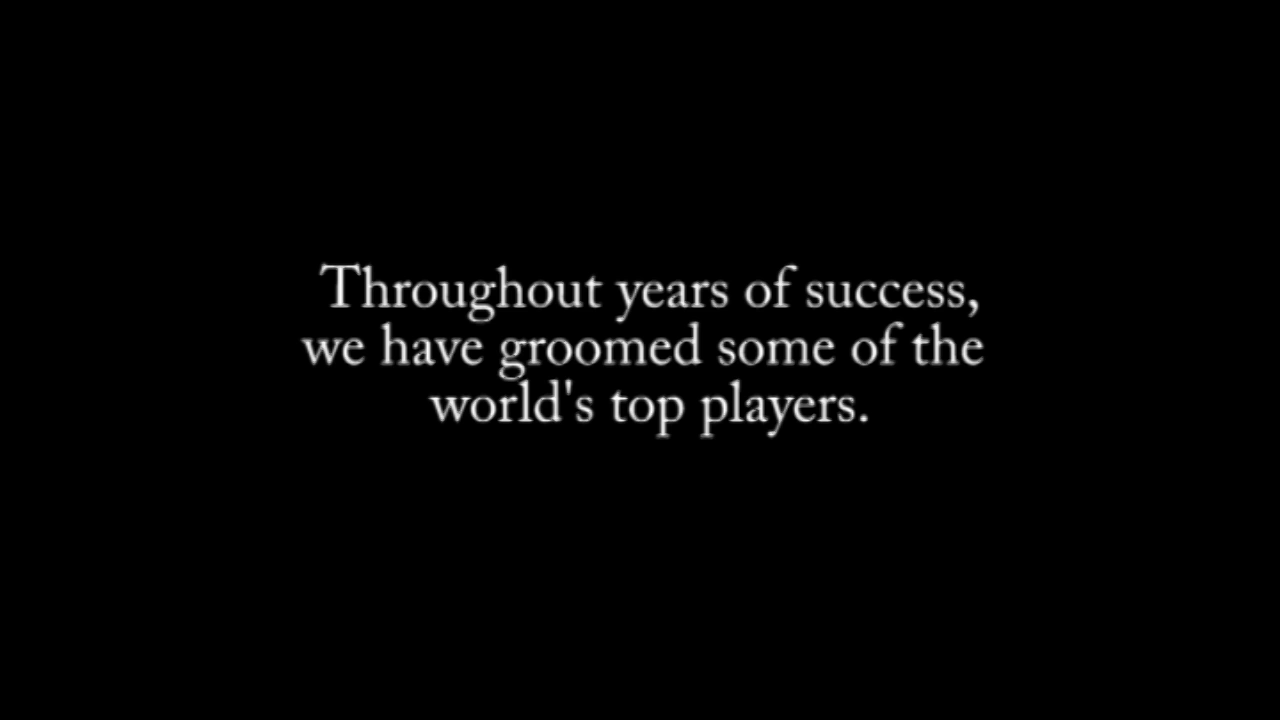 Throughout years of success,
we have groomed some of the
world's top players.